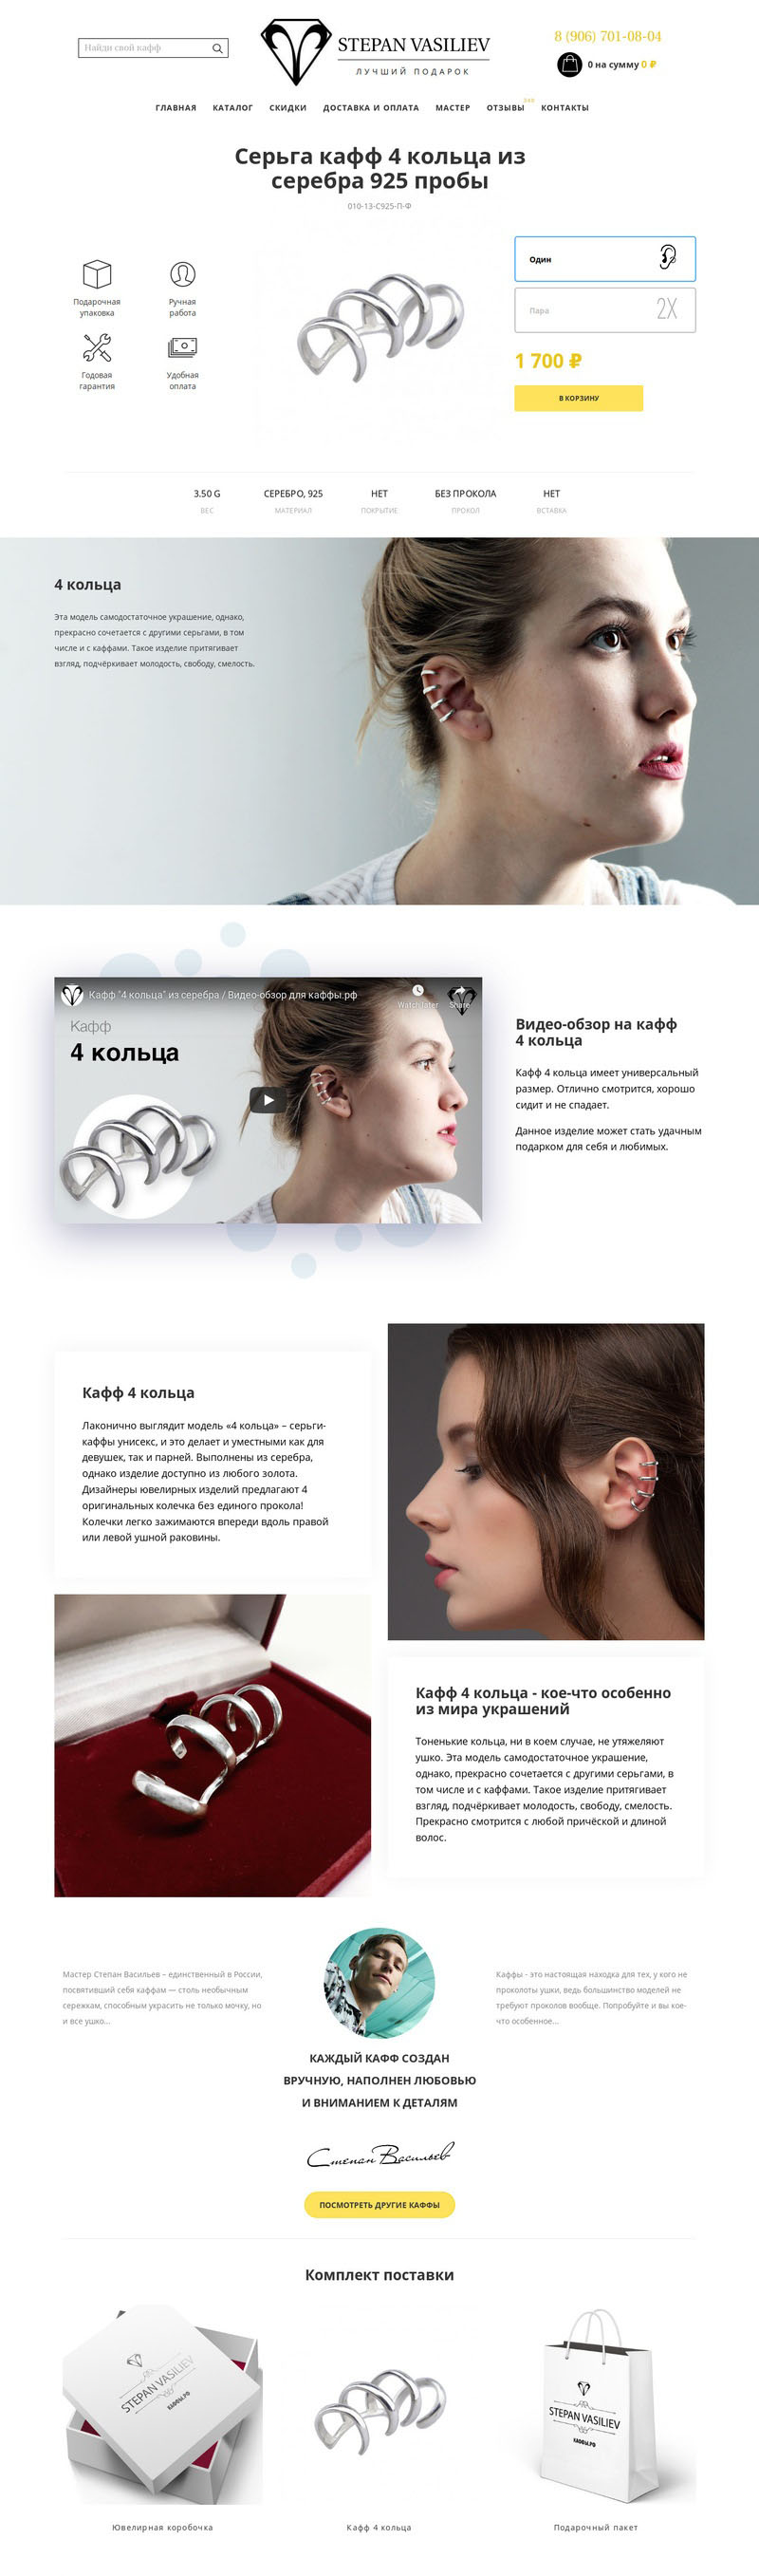 Найди свой кафф
STEPAN VASILIEV
ЛУЧШИЙ ПОДАРОК
8 (906) 701-08-04
0 на сумму 0 ₽
ГЛАВНАЯ КАТАЛОГ СКИДКИ ДОСТАВКА И ОПЛАТА МАСТЕР ОТЗЫВЫ КОНТАКТЫ
Серьга кафф 4 кольца из
серебра 925 пробы
010-13-С925-П-Ф
Подарочная
упаковка
Ручная
работа
Годовая
гарантия
Удобная
оплата
Один
Пара
2X
1 700 ₽
В КОРЗИНУ
3.50 G СЕРЕБРО, 925 НЕТ БЕЗ ПРОКОЛА НЕТ
ВЕС МАТЕРИАЛ ПОКРЫТИЕ ПРОКОЛ ВСТАВКА
4 кольца
Эта модель самодостаточное украшение, однако,
прекрасно сочетается с другими серьгами, в том
числе и с каффами. Такое изделие притягивает
взгляд, подчёркивает молодость, свободу, смелость.
Кафф "4 кольца" из серебра / Видео-обзор для каффы.рф
Watch later Share
Кафф
4 кольца
Видео-обзор на кафф
4 кольца
Кафф 4 кольца имеет универсальный
размер. Отлично смотрится, хорошо
сидит и не спадает.
Данное изделие может стать удачным
подарком для себя и любимых.
Кафф 4 кольца
Лаконично выглядит модель «4 кольца» – серьги-
каффы унисекс, и это делает и уместными как для
девушек, так и парней. Выполнены из серебра,
однако изделие доступно из любого золота.
Дизайнеры ювелирных изделий предлагают 4
оригинальных колечка без единого прокола!
Колечки легко зажимаются впереди вдоль правой
или левой ушной раковины.
Кафф 4 кольца - кое-что особенно
из мира украшений
Тоненькие кольца, ни в коем случае, не утяжеляют
ушко. Эта модель самодостаточное украшение,
однако, прекрасно сочетается с другими серьгами, в
том числе и с каффами. Такое изделие притягивает
взгляд, подчёркивает молодость, свободу, смелость.
Прекрасно смотрится с любой причёской и длиной
волос.
Мастер Степан Васильев – единственный в России,
посвятивший себя каффам — столь необычным
сережкам, способным украсить не только мочку, но
и все ушко...
Каффы - это настоящая находка для тех, у кого не
проколоты ушки, ведь большинство моделей не
требуют проколов вообще. Попробуйте и вы кое-
что особенное...
КАЖДЫЙ КАФФ СОЗДАН
ВРУЧНУЮ, НАПОЛНЕН ЛЮБОВЬЮ
И ВНИМАНИЕМ К ДЕТАЛЯМ
Степан Васильев
ПОСМОТРЕТЬ ДРУГИЕ КАФФЫ
Комплект поставки
STEPAN VASILIEV
КАФФЫ.РФ
STEPAN VASILIEV
КАФФЫ.РФ
Ювелирная коробочка
Кафф 4 кольца
Подарочный пакет